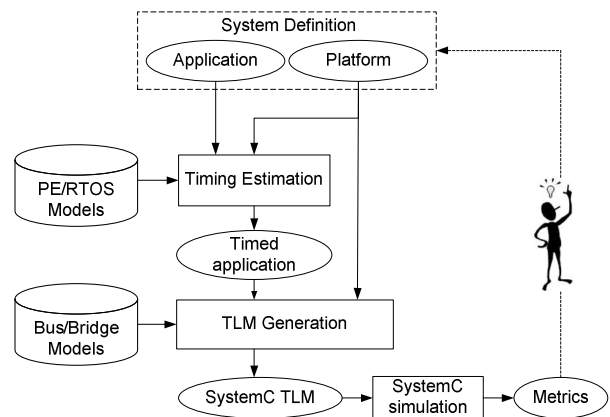 System Definition
Application
Platform
PE/RTOS
Models
Timing Estimation
Timed
application
Bus/Bridge
Models
TLM Generation
SystemC TLM
SystemC
simulation
Metrics